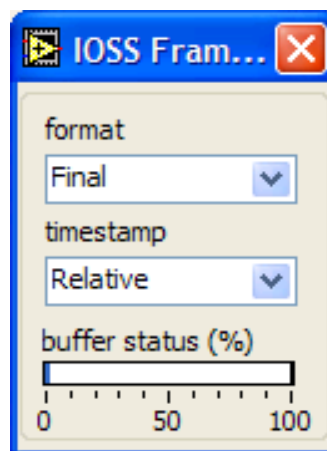 IOSS Fram...
format
Final
timestamp
Relative
buffer status (%)
0 50 100